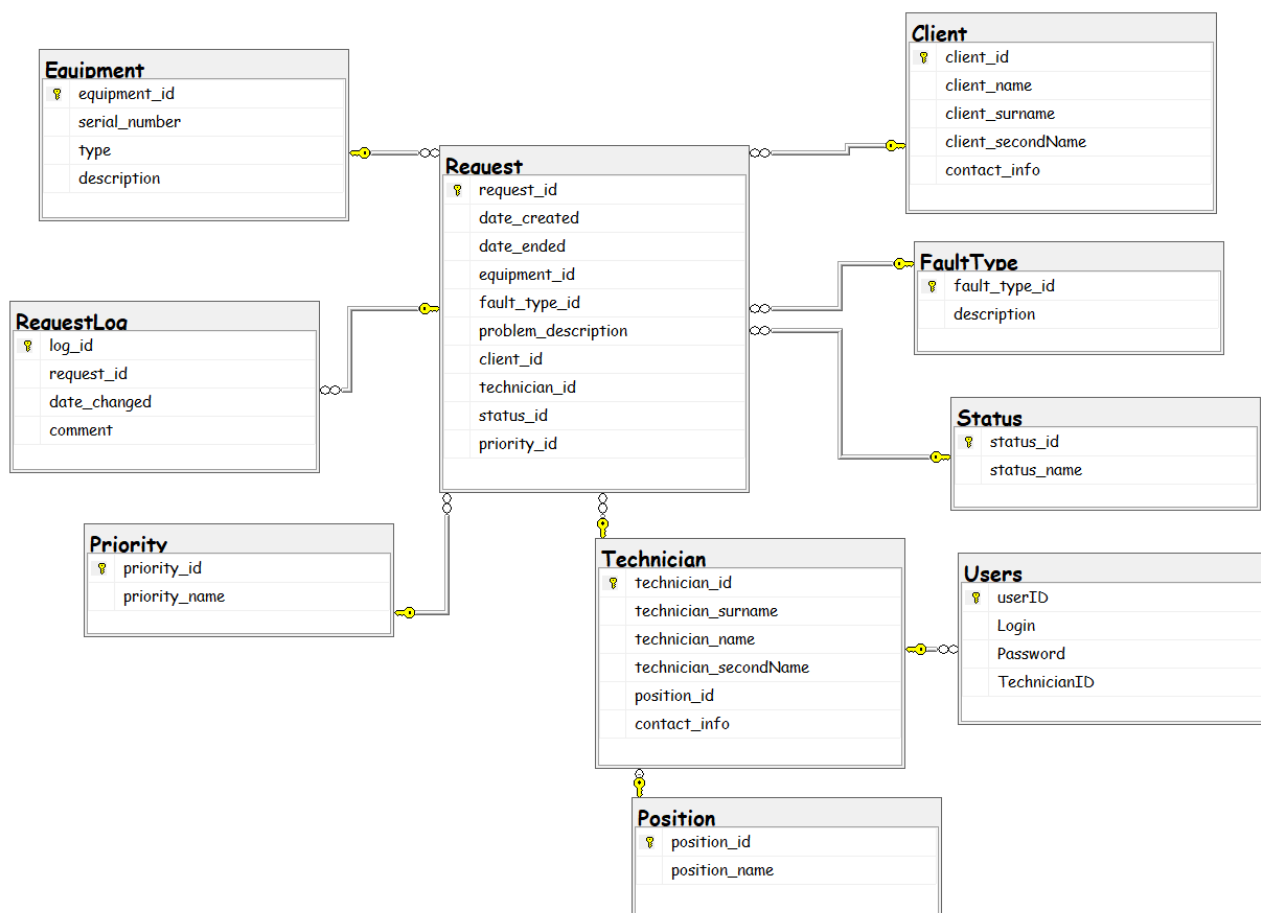 Equipment
equipment_id
serial_number
type
description
Client
client_id
client_name
client_surname
client_secondName
contact_info
Request
request_id
date_created
date_ended
equipment_id
fault_type_id
problem_description
client_id
technician_id
status_id
priority_id
FaultType
fault_type_id
description
RequestLog
log_id
request_id
date_changed
comment
Status
status_id
status_name
Priority
priority_id
priority_name
Technician
technician_id
technician_surname
technician_name
technician_secondName
position_id
contact_info
Users
userID
Login
Password
TechnicianID
Position
position_id
position_name